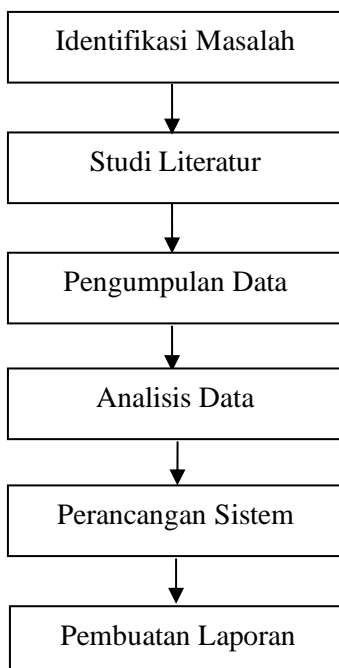 Identifikasi Masalah
Studi Literatur
Pengumpulan Data
Analisis Data
Perancangan Sistem
Pembuatan Laporan